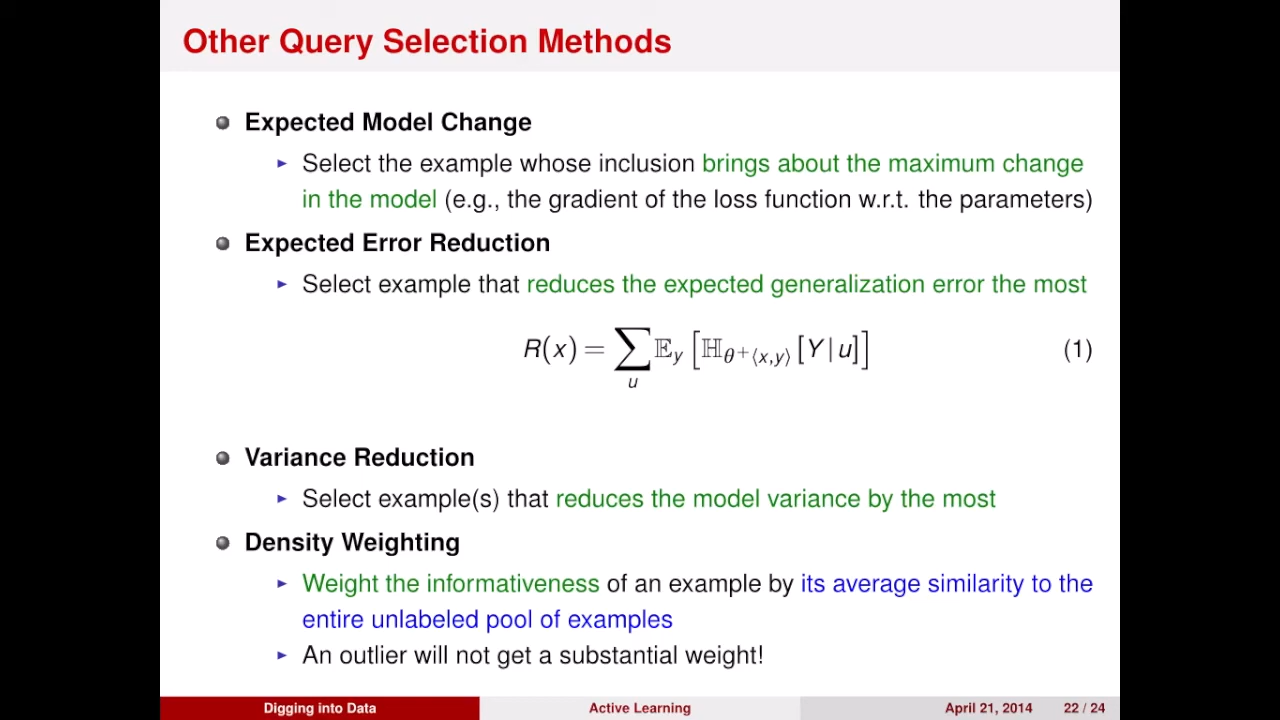 Other Query Selection Methods
Expected Model Change
Select the example whose inclusion brings about the maximum change
in the model (e.g., the gradient of the loss function w.r.t. the parameters)
Expected Error Reduction
Select example that reduces the expected generalization error the most
R(x) = ∑_u 𝔼_y [ℍ_{θ⁺⟨x,y⟩} [Y|u]] (1)
Variance Reduction
Select example(s) that reduces the model variance by the most
Density Weighting
Weight the informativeness of an example by its average similarity to the
entire unlabeled pool of examples
An outlier will not get a substantial weight!
Digging into Data Active Learning April 21, 2014 22 / 24